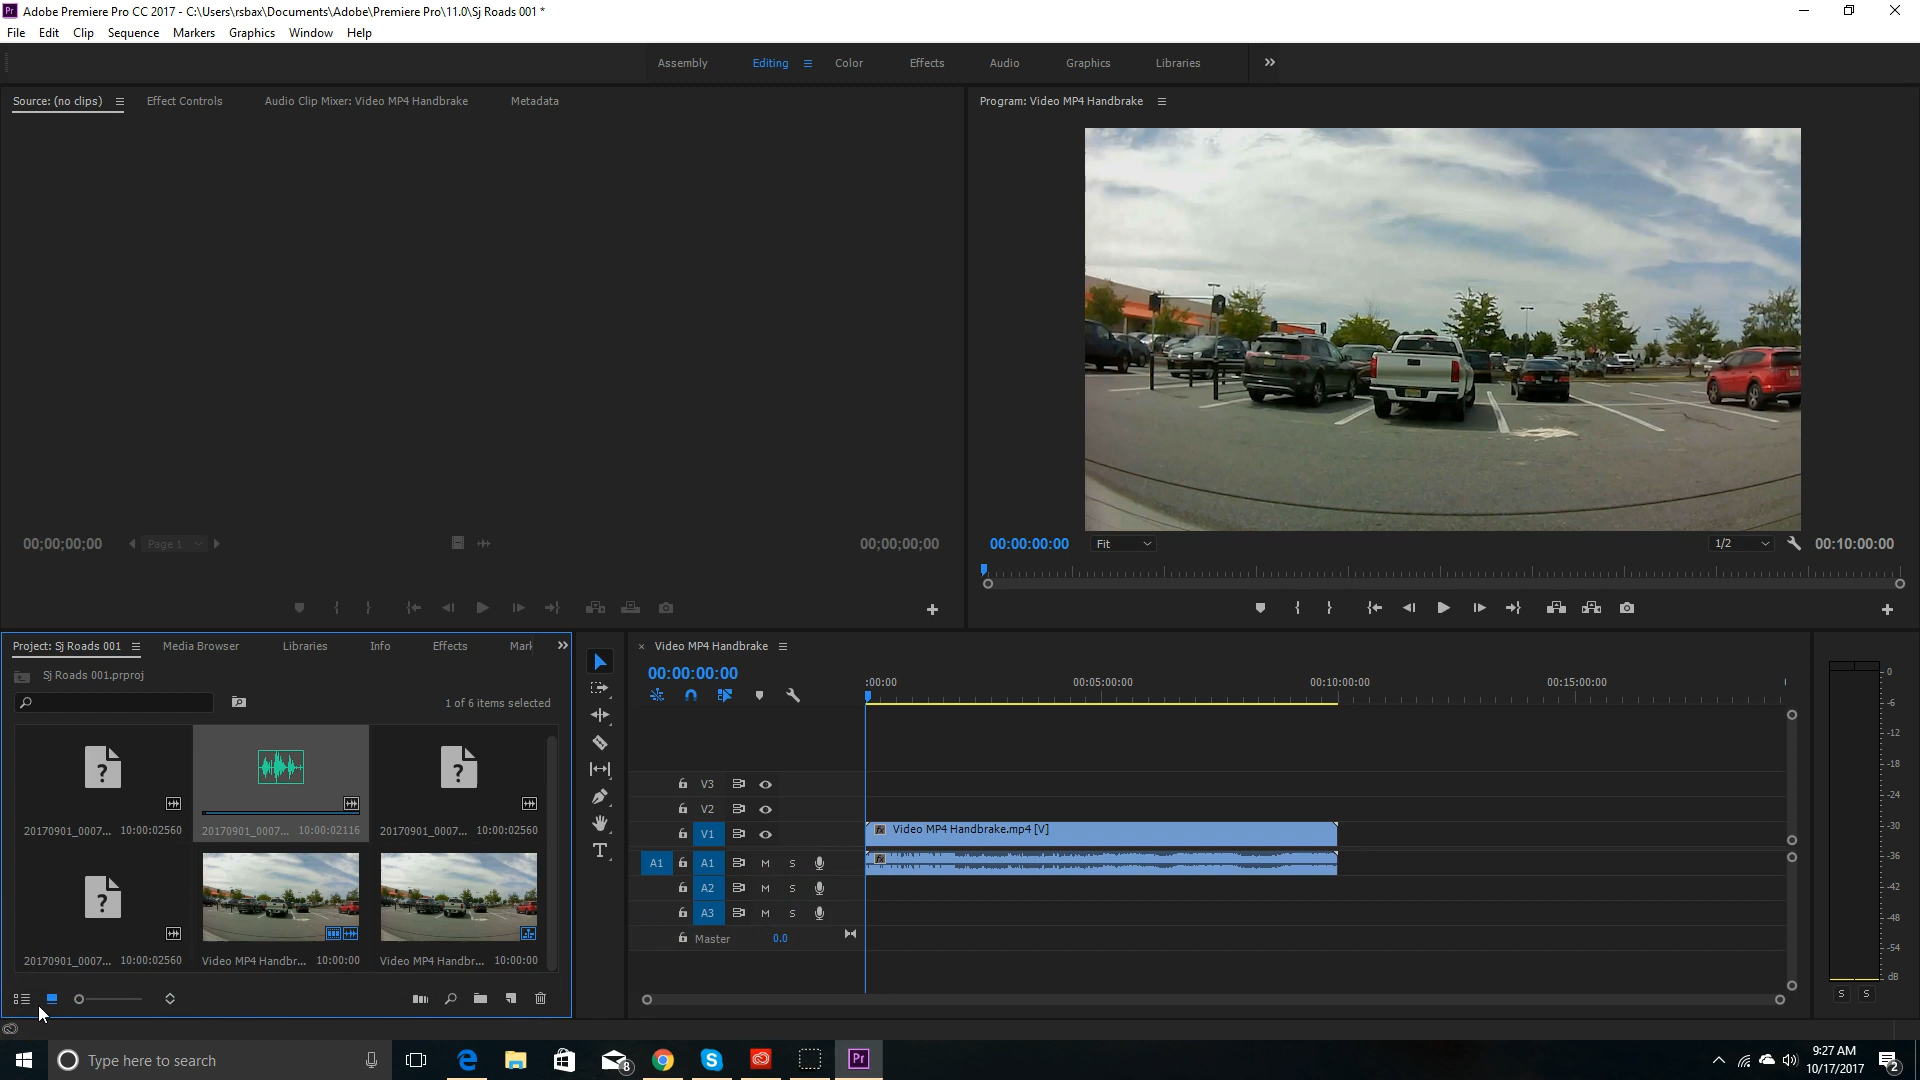 Adobe Premiere Pro CC 2017 - C:\Users\rsbax\Documents\Adobe\Premiere Pro\11.0\Sj Roads 001 *
File Edit Clip Sequence Markers Graphics Window Help
Assembly Editing Color Effects Audio Graphics Libraries
Source: (no clips) Effect Controls Audio Clip Mixer: Video MP4 Handbrake Metadata
Program: Video MP4 Handbrake
00;00;00;00 Page 1 00;00;00;00
00:00:00:00 Fit 1/2 00:10:00:00
Project: Sj Roads 001 Media Browser Libraries Info Effects Mark
Sj Roads 001.prproj
1 of 6 items selected
20170901_0007... 10:00:02560
20170901_0007... 10:00:02116
20170901_0007... 10:00:02560
20170901_0007... 10:00:02560
Video MP4 Handbr... 10:00:00
Video MP4 Handbr... 10:00:00
× Video MP4 Handbrake
00:00:00:00
:00:00 00:05:00:00 00:10:00:00 00:15:00:00
V3
V2
V1 Video MP4 Handbrake.mp4 [V]
A1 A1 M S
A2 M S
A3 M S
Master 0.0
0
-6
-12
-18
-24
-30
-36
-42
-48
-54
dB
S S
Type here to search
8
Pr
9:27 AM
10/17/2017
2